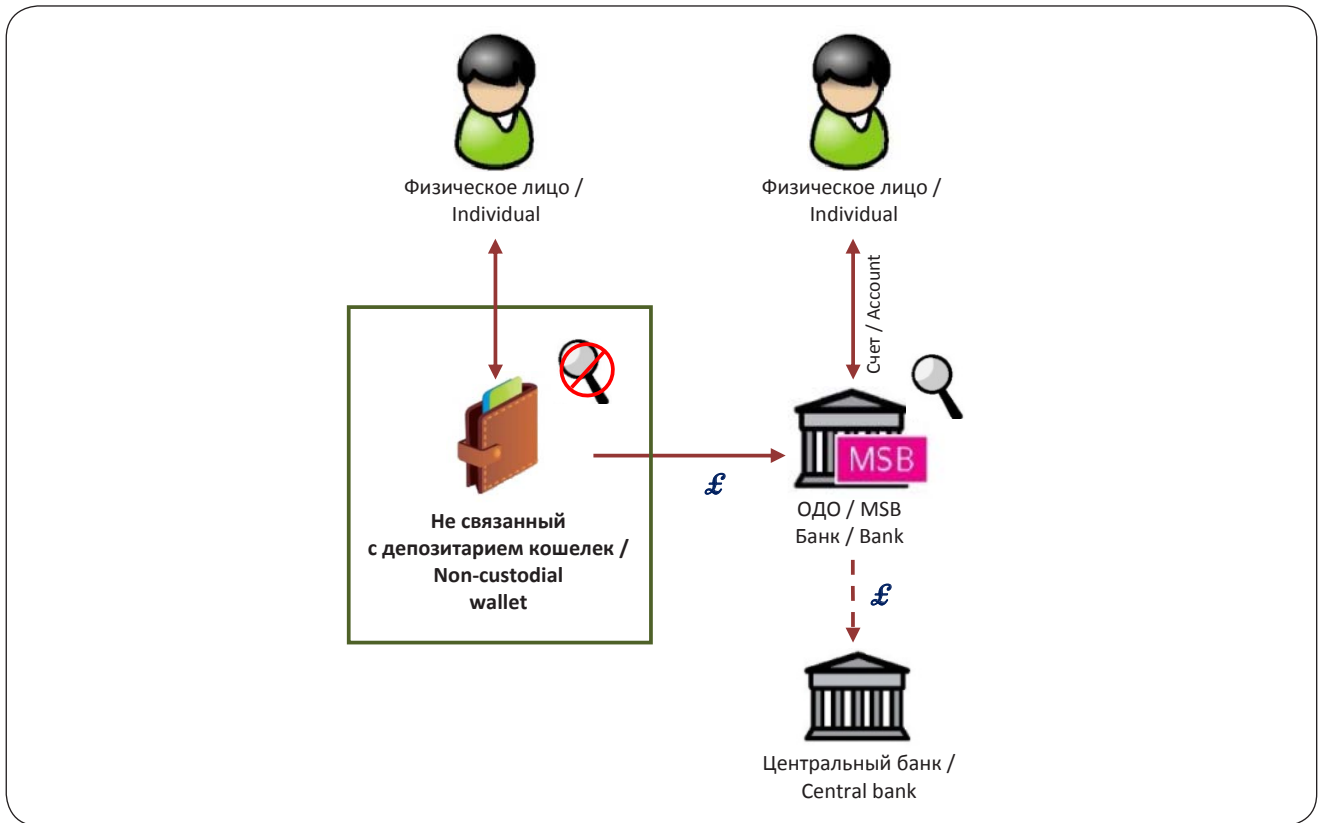 Физическое лицо /
Individual
Физическое лицо /
Individual
Счет / Account
MSB
£
Не связанный
с депозитарием кошелек /
Non-custodial
wallet
ОДО / MSB
Банк / Bank
£
Центральный банк /
Central bank